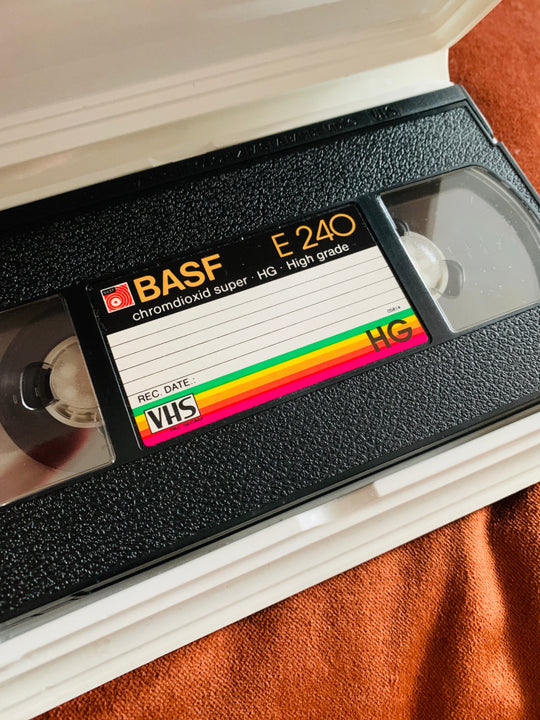 BASF E 240
chromdioxid super · HG · High grade
HG
REC. DATE.:
VHS